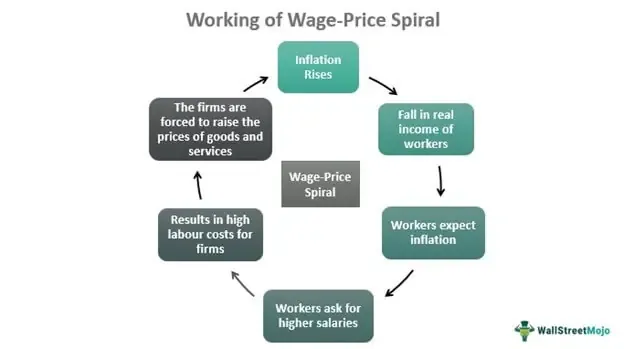 Working of Wage-Price Spiral
Inflation
Rises
Fall in real
income of
workers
Workers expect
inflation
Workers ask for
higher salaries
Results in high
labour costs for
firms
The firms are
forced to raise the
prices of goods and
services
Wage-Price
Spiral
WallStreetMojo